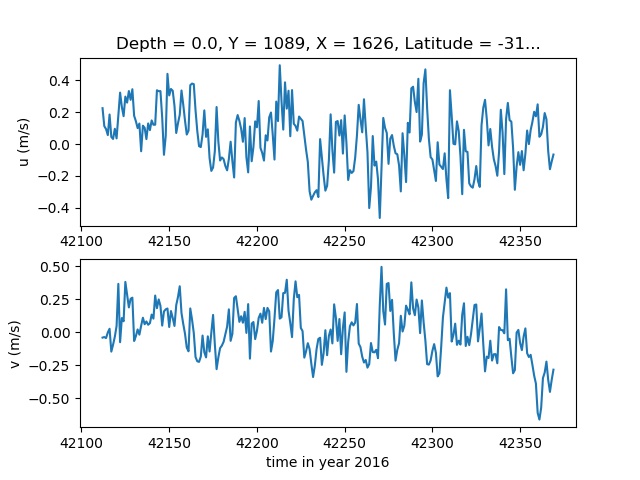 Depth = 0.0, Y = 1089, X = 1626, Latitude = -31...
0.4
0.2
0.0
−0.2
−0.4
u (m/s)
42100 42150 42200 42250 42300 42350
0.50
0.25
0.00
−0.25
−0.50
v (m/s)
42100 42150 42200 42250 42300 42350
time in year 2016